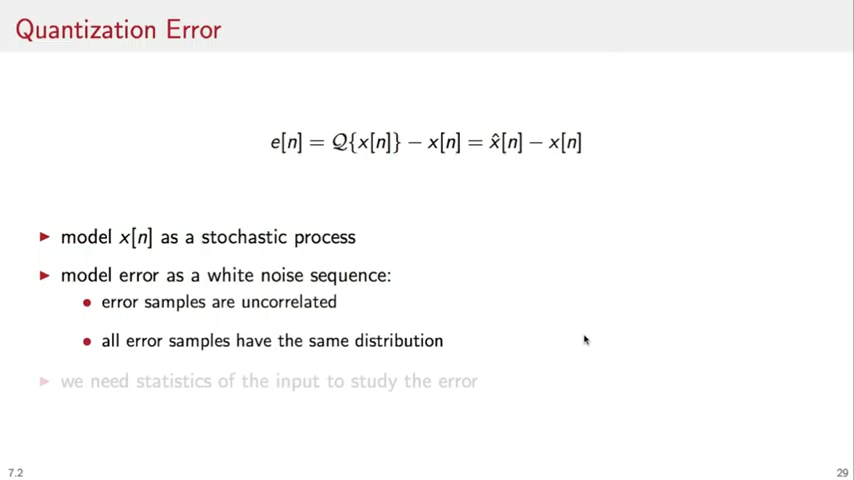 Quantization Error
e[n] = Q{x[n]} − x[n] = x̂[n] − x[n]
▶ model x[n] as a stochastic process
▶ model error as a white noise sequence:
• error samples are uncorrelated
• all error samples have the same distribution
▶ we need statistics of the input to study the error
7.2
29